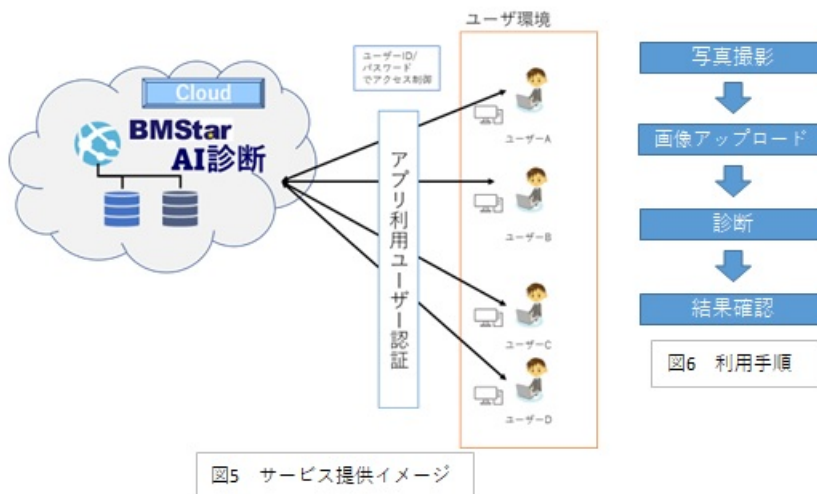 ユーザ環境
ユーザーID/
パスワード
でアクセス制御
Cloud
BMStar
AI診断
アプリ利用ユーザー認証
ユーザーA
ユーザーB
ユーザーC
ユーザーD
図5 サービス提供イメージ
写真撮影
画像アップロード
診断
結果確認
図6 利用手順